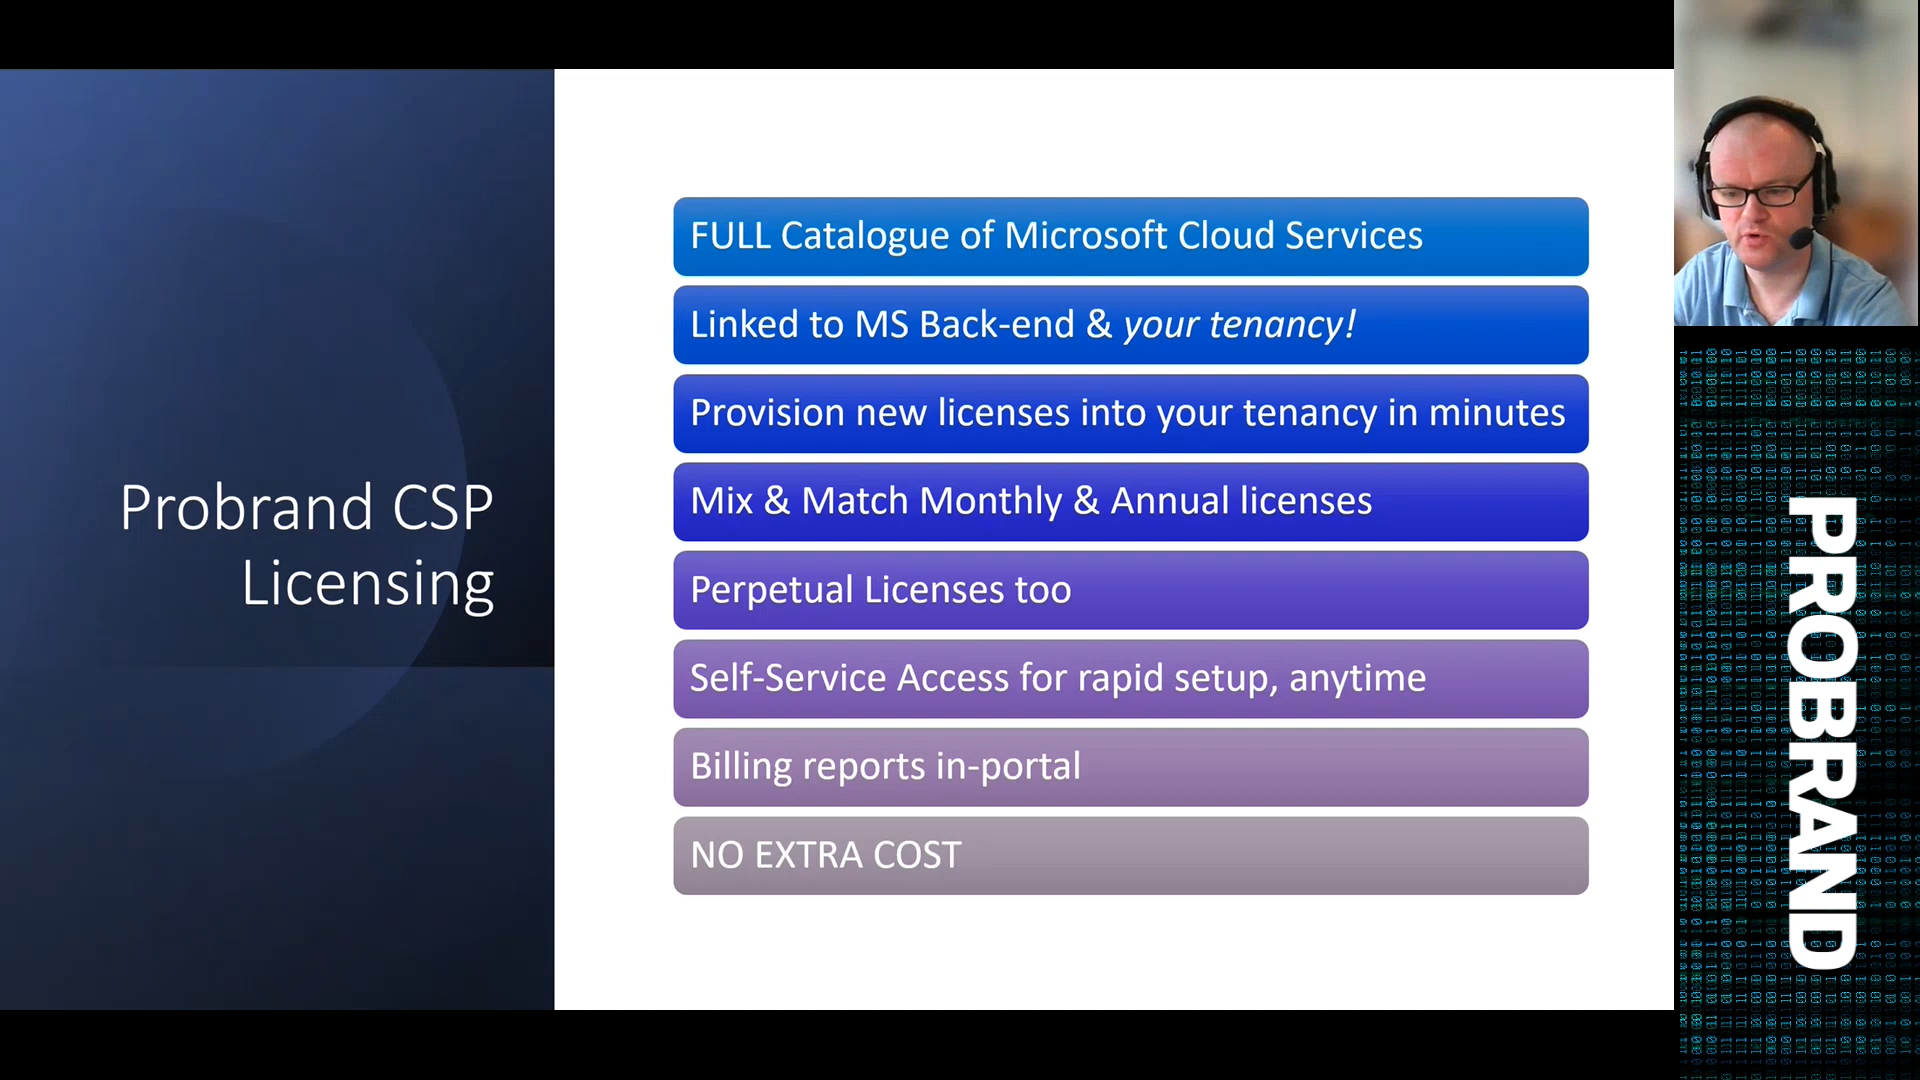 Probrand CSP
Licensing
FULL Catalogue of Microsoft Cloud Services
Linked to MS Back-end & your tenancy!
Provision new licenses into your tenancy in minutes
Mix & Match Monthly & Annual licenses
Perpetual Licenses too
Self-Service Access for rapid setup, anytime
Billing reports in-portal
NO EXTRA COST
PROBRAND